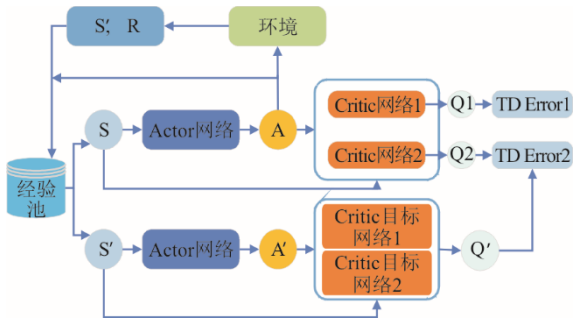 S′, R
环境
Critic网络1
Q1
TD Error1
S
Actor网络
A
Critic网络2
Q2
TD Error2
经验
池
Critic目标
网络1
S′
Actor网络
A′
Q′
Critic目标
网络2